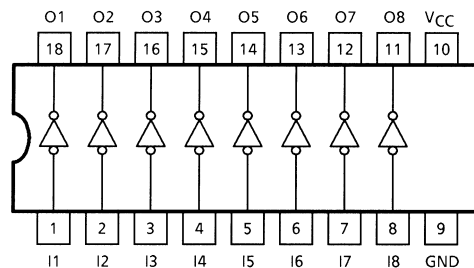 O1 O2 O3 O4 O5 O6 O7 O8 VCC
18 17 16 15 14 13 12 11 10
1 2 3 4 5 6 7 8 9
I1 I2 I3 I4 I5 I6 I7 I8 GND